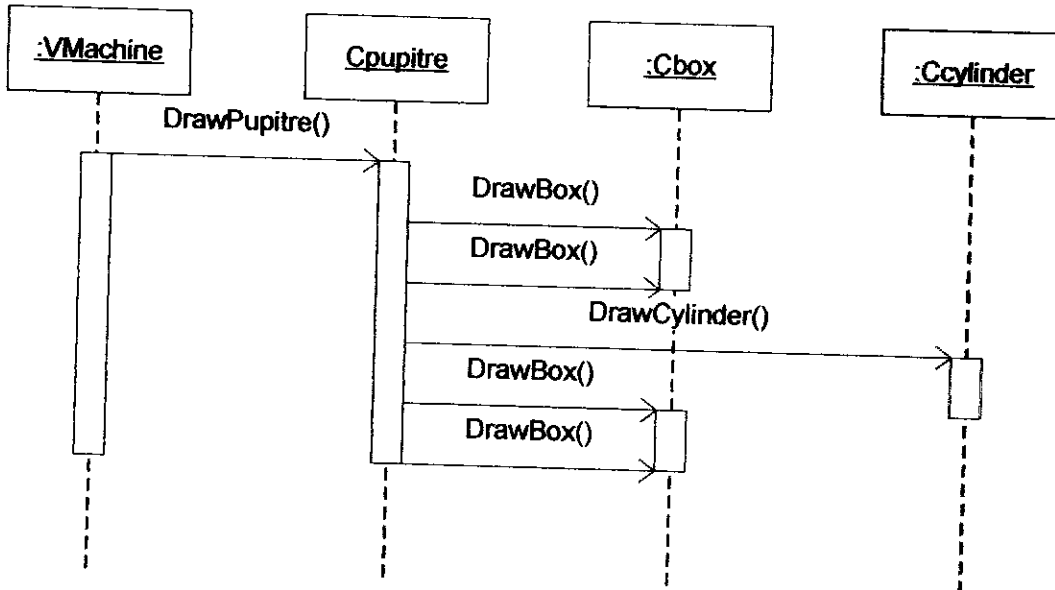 :VMachine
Cpupitre
:Cbox
:Ccylinder
DrawPupitre()
DrawBox()
DrawBox()
DrawCylinder()
DrawBox()
DrawBox()